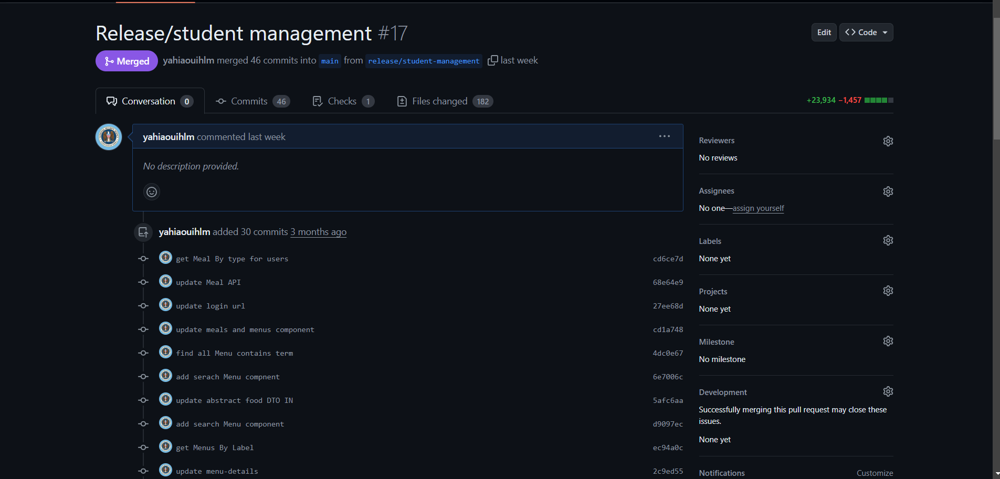 Release/student management #17
Edit
Code
Merged
yahiaouihlm merged 46 commits into main from release/student-management last week
Conversation 0
Commits 46
Checks 1
Files changed 182
+23,934 −1,457
yahiaouihlm commented last week
No description provided.
yahiaouihlm added 30 commits 3 months ago
get Meal By type for users cd6ce7d
update Meal API 68e64e9
update login url 27ee68d
update meals and menus component cd1a748
find all Menu contains term 4dc0e67
add serach Menu compnent 6e7006c
update abstract food DTO IN 5afc6aa
add search Menu component d9097ec
get Menus By Label ec94a0c
update menu-details 2c9ed55
Reviewers
No reviews
Assignees
No one—assign yourself
Labels
None yet
Projects
None yet
Milestone
No milestone
Development
Successfully merging this pull request may close these
issues.
None yet
Notifications
Customize